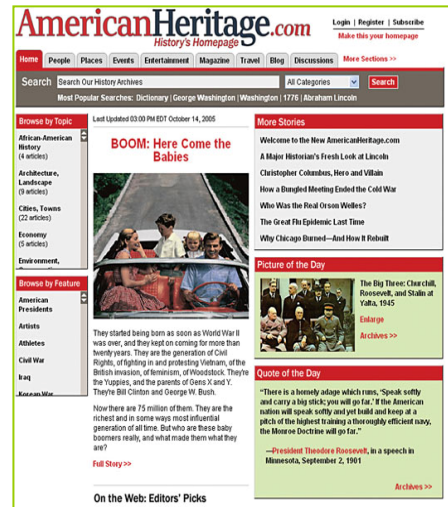 AmericanHeritage.com
History's Homepage
Login | Register | Subscribe
Make this your homepage
Home
People
Places
Events
Entertainment
Magazine
Travel
Blog
Discussions
More Sections >>
Search
Search Our History Archives
All Categories
Search
Most Popular Searches: Dictionary | George Washington | Washington | 1776 | Abraham Lincoln
Browse by Topic
African-American
History
(4 articles)
Architecture,
Landscape
(9 articles)
Cities, Towns
(22 articles)
Economy
(5 articles)
Environment,
Browse by Feature
American
Presidents
Artists
Athletes
Civil War
Iraq
Korean War
Last Updated 03:00 PM EDT October 14, 2005
BOOM: Here Come the
Babies
They started being born as soon as World War II
was over, and they kept on coming for more than
twenty years. They are the generation of Civil
Rights, of fighting in and protesting Vietnam, of the
British invasion, of feminism, of Woodstock. They're
the Yuppies, and the parents of Gens X and Y.
They're Bill Clinton and George W. Bush.
Now there are 75 million of them. They are the
richest and in some ways most influential
generation of all time. But who are these baby
boomers really, and what made them what they
are?
Full Story >>
On the Web: Editors' Picks
More Stories
Welcome to the New AmericanHeritage.com
A Major Historian's Fresh Look at Lincoln
Christopher Columbus, Hero and Villain
How a Bungled Meeting Ended the Cold War
Who Was the Real Orson Welles?
The Great Flu Epidemic Last Time
Why Chicago Burned—And How It Rebuilt
Picture of the Day
The Big Three: Churchill,
Roosevelt, and Stalin at
Yalta, 1945
Enlarge
Archives >>
Quote of the Day
"There is a homely adage which runs, 'Speak softly
and carry a big stick; you will go far.' If the American
nation will speak softly and yet build and keep at a
pitch of the highest training a thoroughly efficient navy,
the Monroe Doctrine will go far."
—President Theodore Roosevelt, in a speech in
Minnesota, September 2, 1901
Archives >>